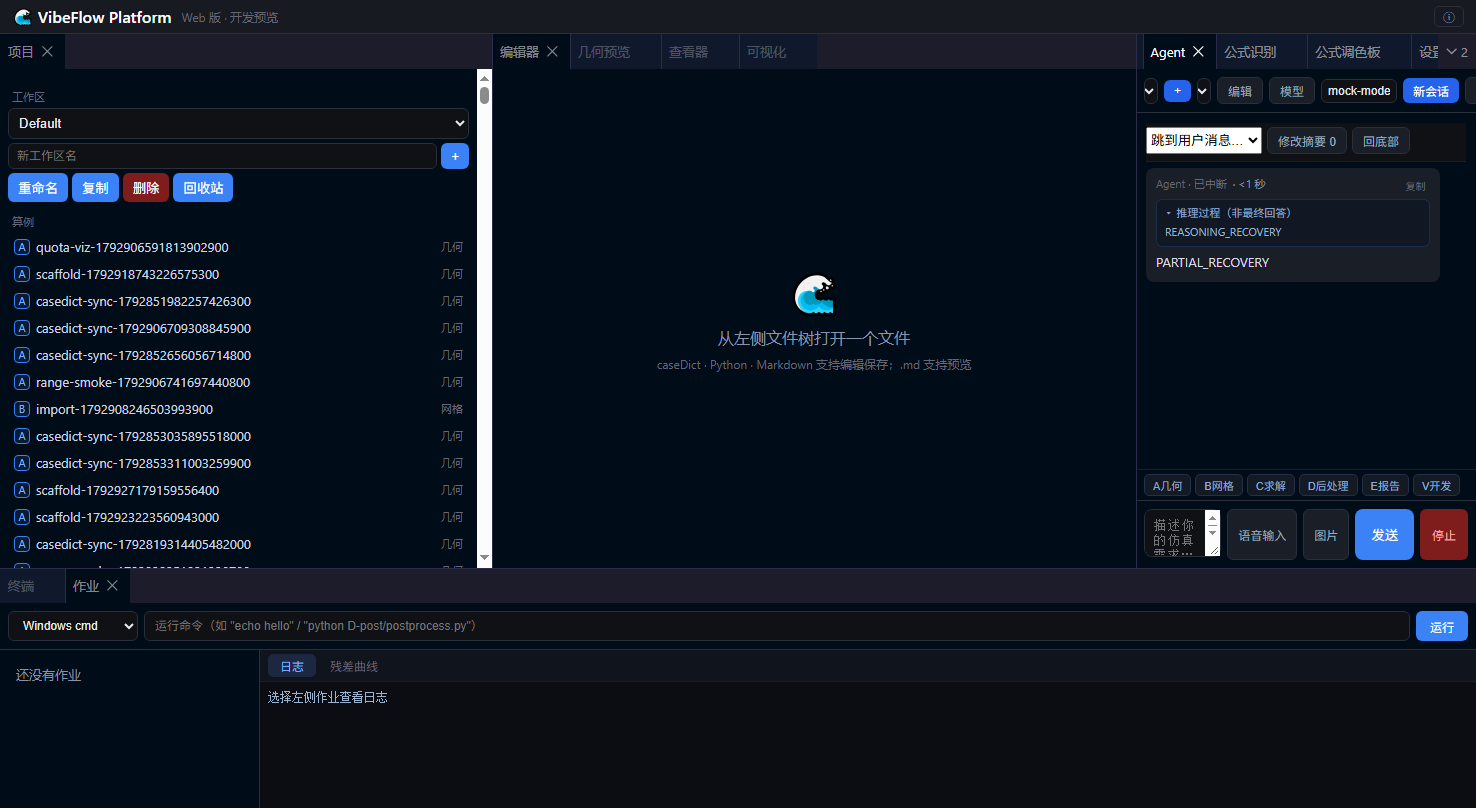 VibeFlow Platform Web 版 · 开发预览
项目
工作区
Default
新工作区名
+
重命名 复制 删除 回收站
算例
A quota-viz-1792906591813902900 几何
A scaffold-1792918743226575300 几何
A casedict-sync-1792851982257426300 几何
A casedict-sync-1792906709308845900 几何
A casedict-sync-1792852656056714800 几何
A range-smoke-1792906741697440800 几何
B import-1792908246503993900 网格
A casedict-sync-1792853035895518000 几何
A casedict-sync-1792853311003259900 几何
A scaffold-1792927179159556400 几何
A scaffold-1792923223560943000 几何
A casedict-sync-1792819314405482000 几何
编辑器 几何预览 查看器 可视化
从左侧文件树打开一个文件
caseDict · Python · Markdown 支持编辑保存；.md 支持预览
Agent 公式识别 公式调色板 设置 2
+ 编辑 模型 mock-mode 新会话
跳到用户消息... 修改摘要 0 回底部
Agent · 已中断 · <1 秒 复制
推理过程（非最终回答）
REASONING_RECOVERY
PARTIAL_RECOVERY
A几何 B网格 C求解 D后处理 E报告 V开发
描述你
的仿真
需求…
语音输入 图片 发送 停止
终端 作业
Windows cmd 运行命令（如 "echo hello" / "python D-post/postprocess.py"） 运行
还没有作业
日志 残差曲线
选择左侧作业查看日志